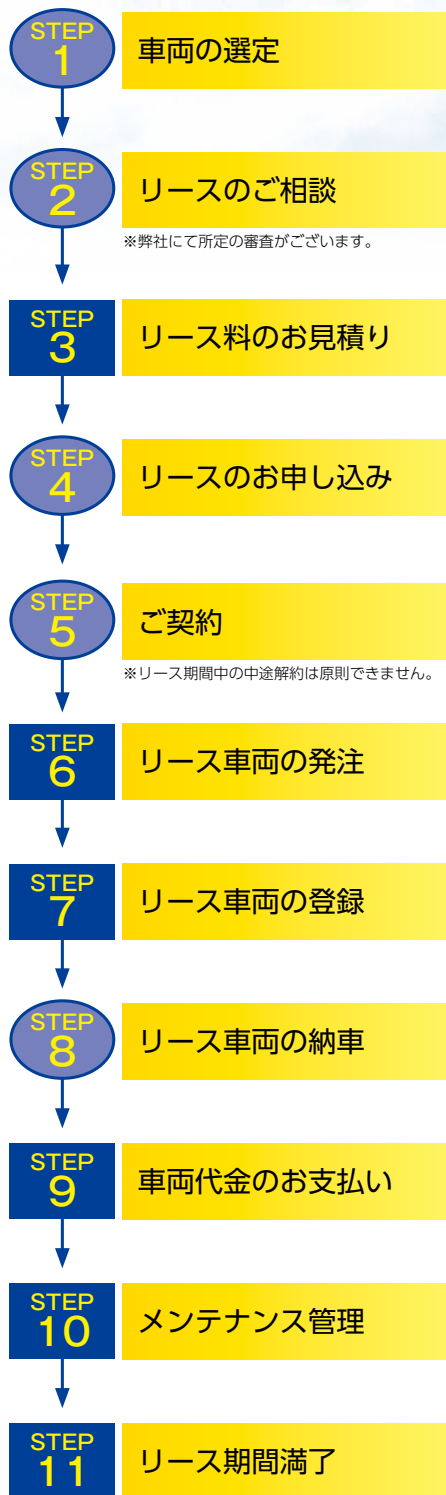 STEP
1
車両の選定
STEP
2
リースのご相談
※弊社にて所定の審査がございます。
STEP
3
リース料のお見積り
STEP
4
リースのお申し込み
STEP
5
ご契約
※リース期間中の中途解約は原則できません。
STEP
6
リース車両の発注
STEP
7
リース車両の登録
STEP
8
リース車両の納車
STEP
9
車両代金のお支払い
STEP
10
メンテナンス管理
STEP
11
リース期間満了